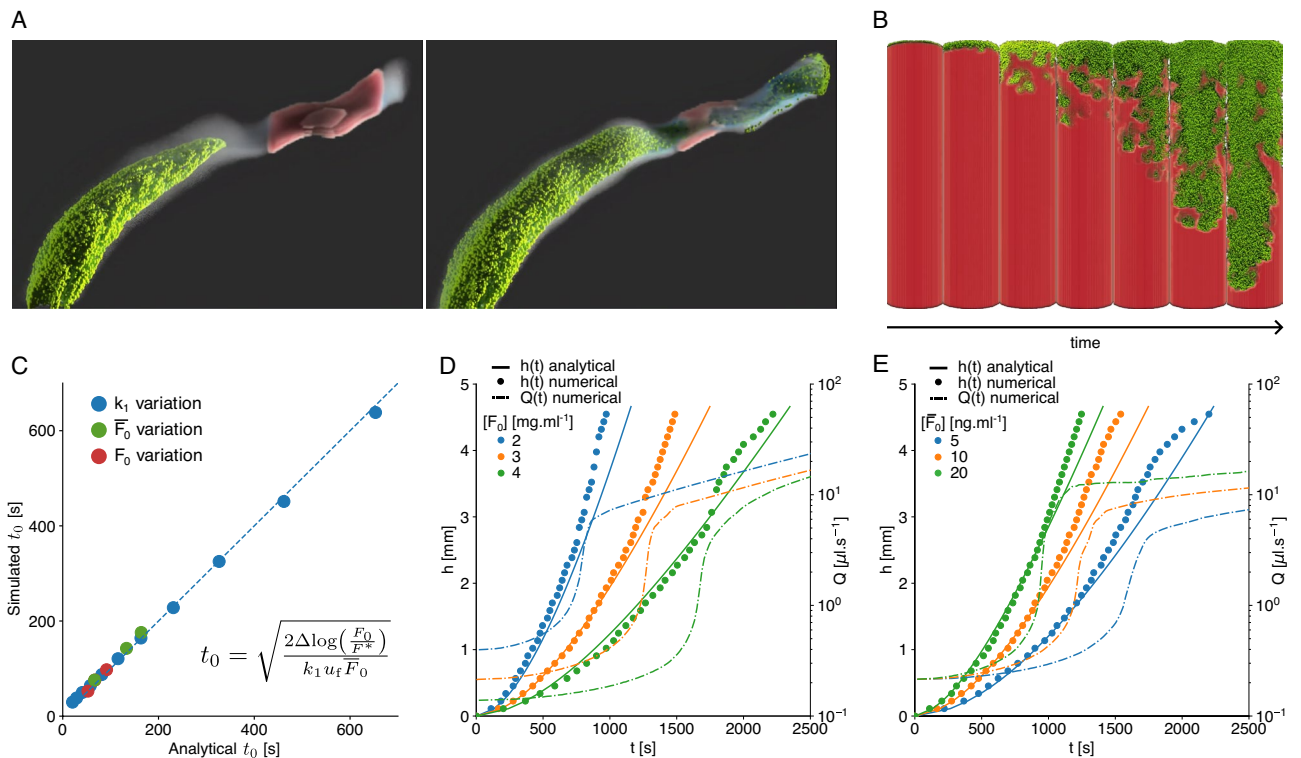 A
B
time
C
k₁ variation
F̅₀ variation
F₀ variation
Simulated t₀ [s]
600
400
200
0
t₀ = √(2Δlog(F₀/F*) / k₁u_fF̅₀)
0
200
400
600
Analytical t₀ [s]
D
h(t) analytical
h(t) numerical
Q(t) numerical
[F₀] [mg.ml⁻¹]
2
3
4
h [mm]
5
4
3
2
1
0
10²
10¹
10⁰
10⁻¹
Q [µl.s⁻¹]
0
500
1000
1500
2000
2500
t [s]
E
h(t) analytical
h(t) numerical
Q(t) numerical
[F̅₀] [ng.ml⁻¹]
5
10
20
h [mm]
5
4
3
2
1
0
10²
10¹
10⁰
10⁻¹
Q [µl.s⁻¹]
0
500
1000
1500
2000
2500
t [s]